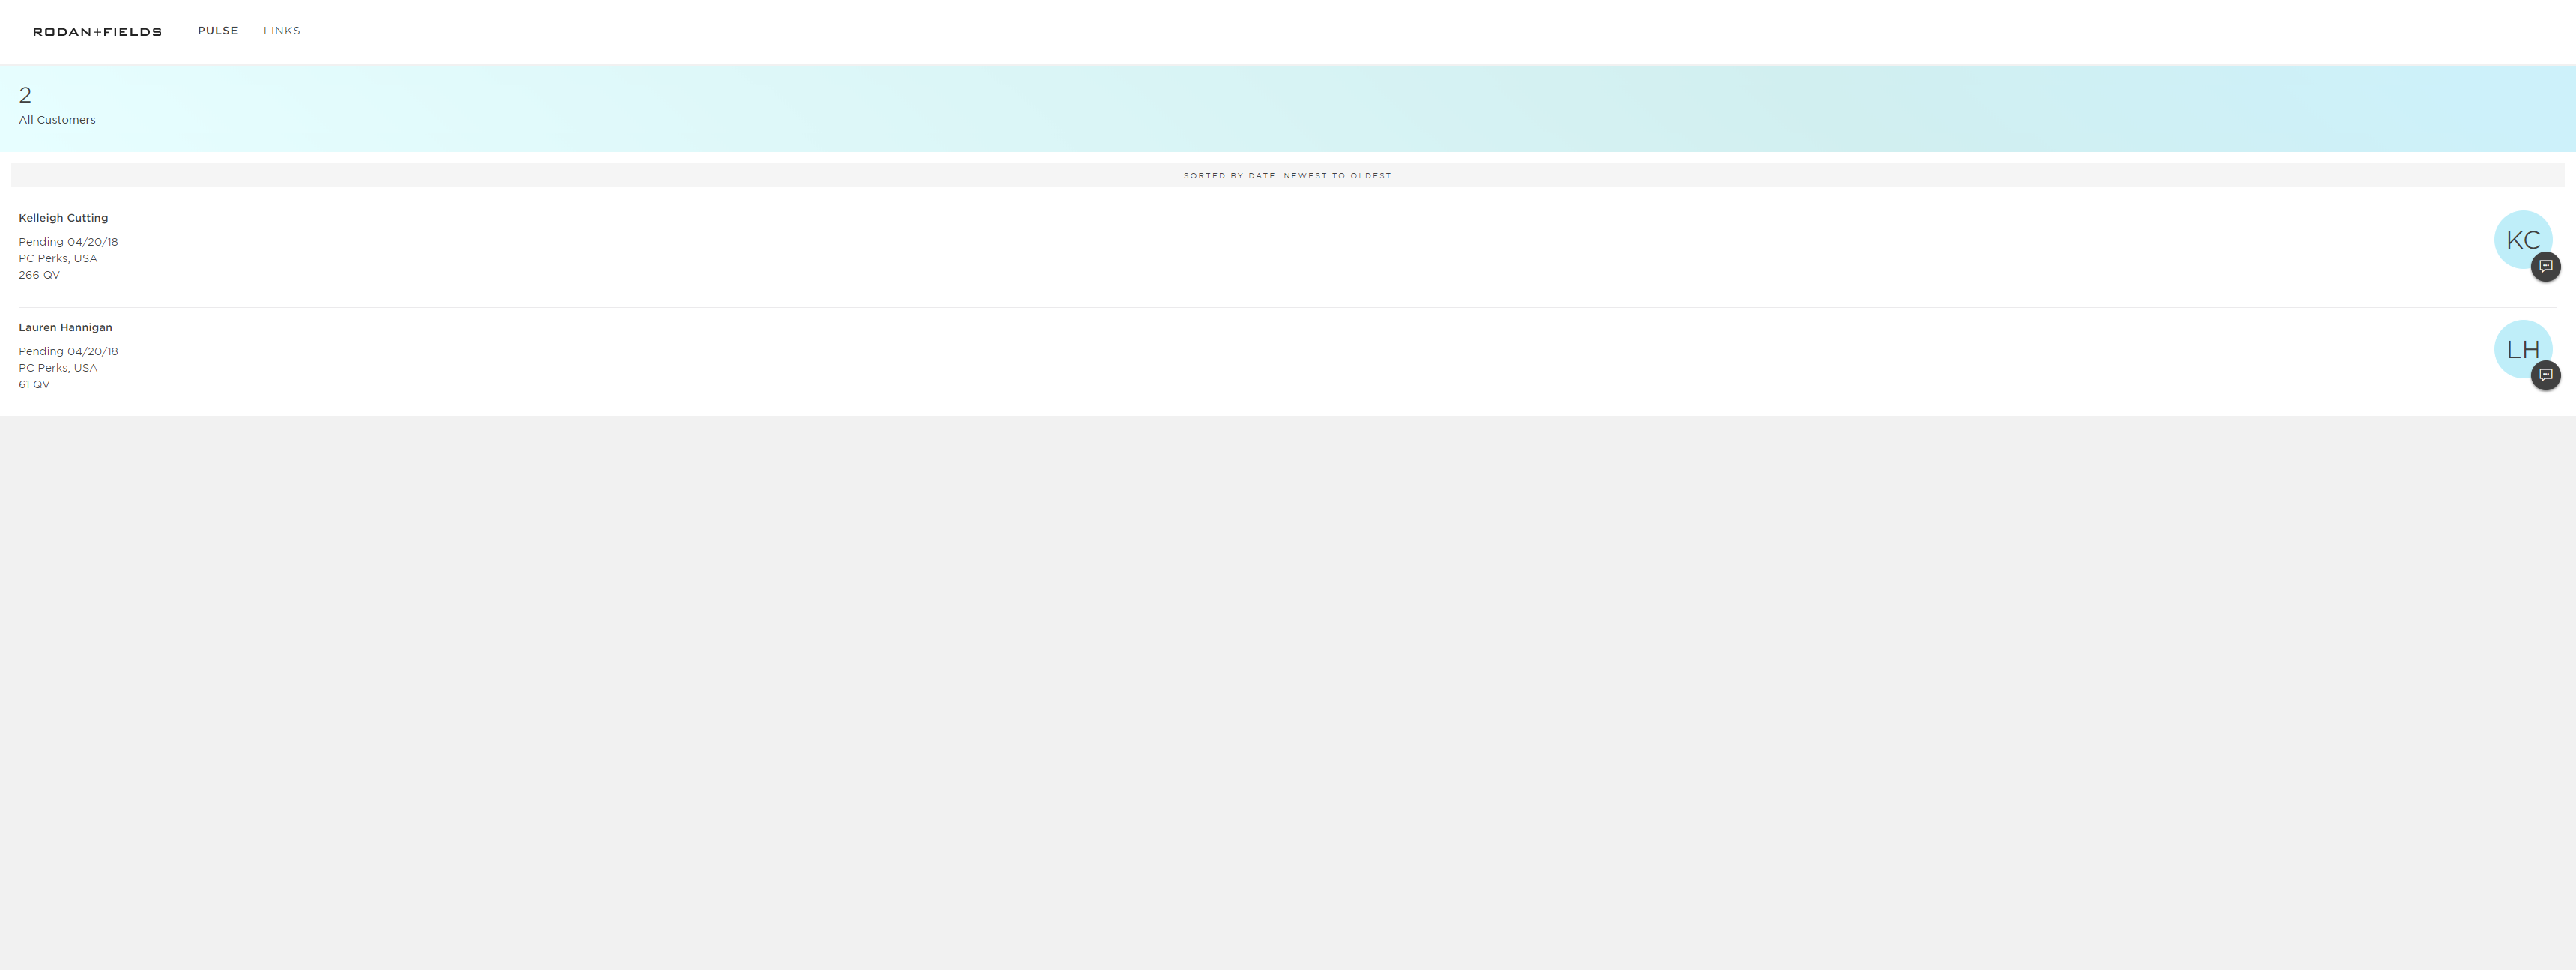 RODAN+FIELDS PULSE LINKS
2
All Customers
SORTED BY DATE: NEWEST TO OLDEST
Kelleigh Cutting
Pending 04/20/18
PC Perks, USA
266 QV
KC
Lauren Hannigan
Pending 04/20/18
PC Perks, USA
61 QV
LH